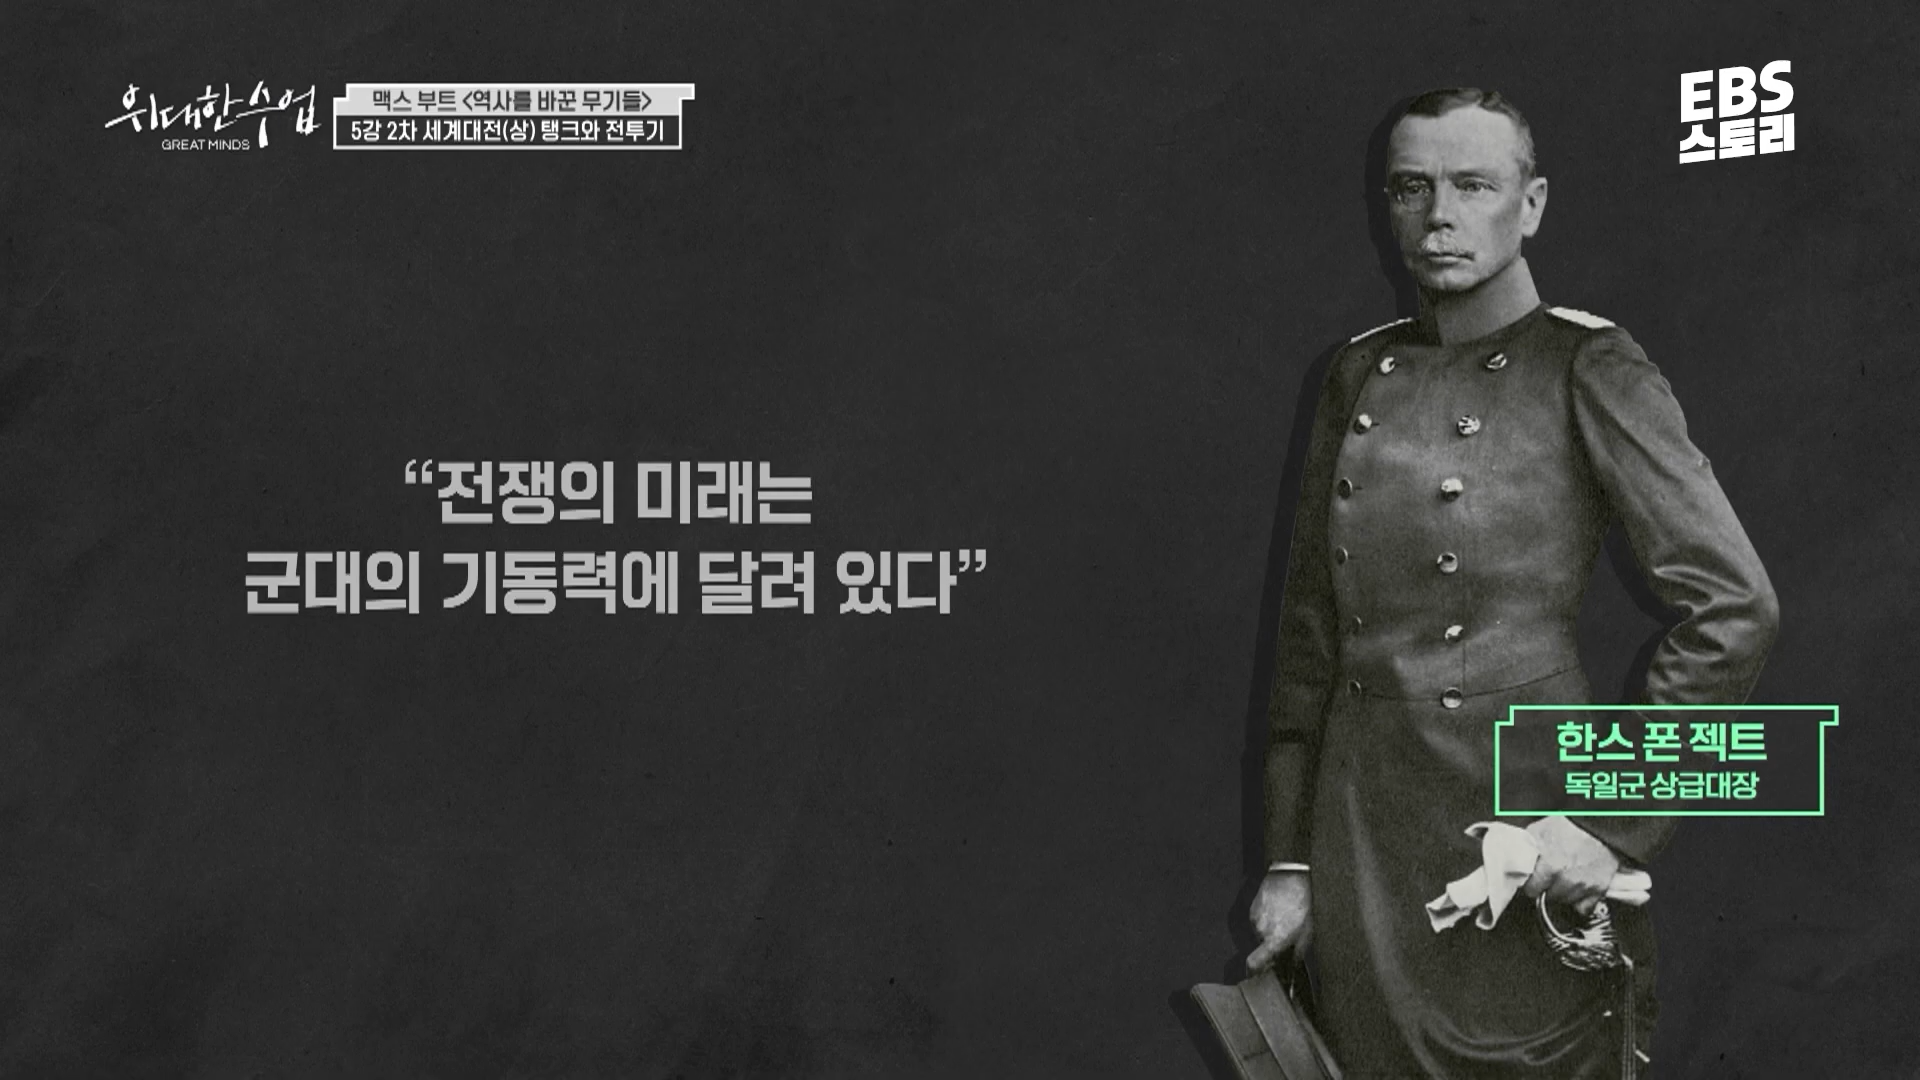 위대한 수업
GREAT MINDS
맥스 부트 <역사를 바꾼 무기들>
5강 2차 세계대전(상) 탱크와 전투기
EBS
스토리
“전쟁의 미래는
군대의 기동력에 달려 있다”
한스 폰 젝트
독일군 상급대장